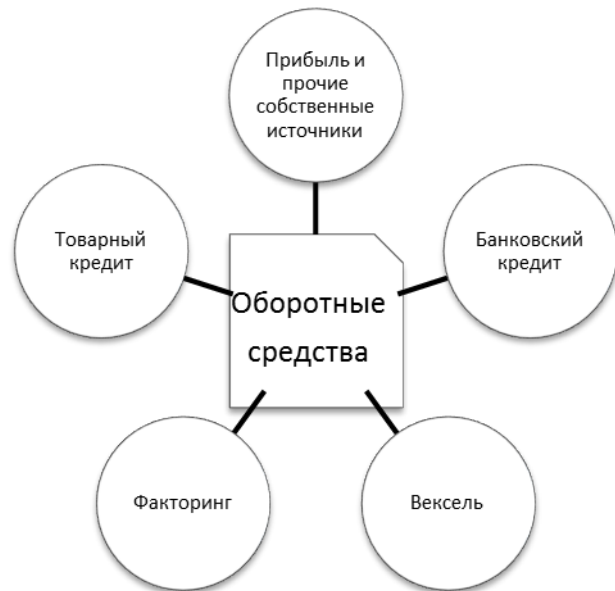 Прибыль и
прочие
собственные
источники
Товарный
кредит
Банковский
кредит
Оборотные
средства
Факторинг
Вексель